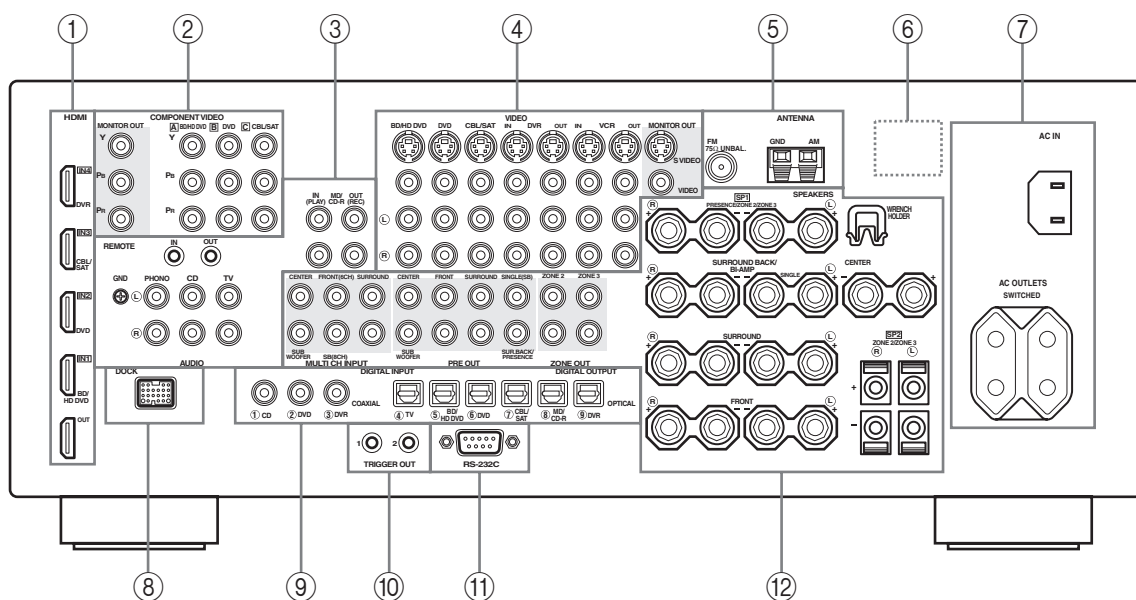 ① ② ③ ④ ⑤ ⑥ ⑦
HDMI
IN4
DVR
IN3
CBL/
SAT
IN2
DVD
IN1
BD/
HD DVD
OUT
COMPONENT VIDEO
MONITOR OUT A BD/HD DVD B DVD C CBL/SAT
Y Y
PB PB
PR PR
REMOTE IN OUT
GND PHONO CD TV
L
R
AUDIO
IN
(PLAY) MD/
CD-R OUT
(REC)
L
R
VIDEO
BD/HD DVD DVD CBL/SAT IN DVR OUT IN VCR OUT MONITOR OUT
S VIDEO
VIDEO
CENTER FRONT(6CH) SURROUND
SUB
WOOFER SB(8CH)
MULTI CH INPUT
CENTER FRONT SURROUND SINGLE(SB)
SUB
WOOFER SUR.BACK/
PRESENCE
PRE OUT
ZONE 2 ZONE 3
ZONE OUT
ANTENNA
FM
75Ω UNBAL.
GND AM
SPEAKERS
SP1
R PRESENCE/ZONE 2/ZONE 3 L
+ - - +
WRENCH
HOLDER
R SURROUND BACK/
BI-AMP SINGLE L
+ - - +
CENTER
- +
R SURROUND L
+ - - +
R FRONT L
+ - - +
SP2
ZONE 2/ZONE 3
R L
+
-
AC IN
AC OUTLETS
SWITCHED
DOCK
DIGITAL INPUT DIGITAL OUTPUT
COAXIAL OPTICAL
① CD ② DVD ③ DVR ④ TV ⑤ BD/
HD DVD ⑥ DVD ⑦ CBL/
SAT ⑧ MD/
CD-R ⑨ DVR
1 2
TRIGGER OUT
RS-232C
⑧ ⑨ ⑩ ⑪ ⑫